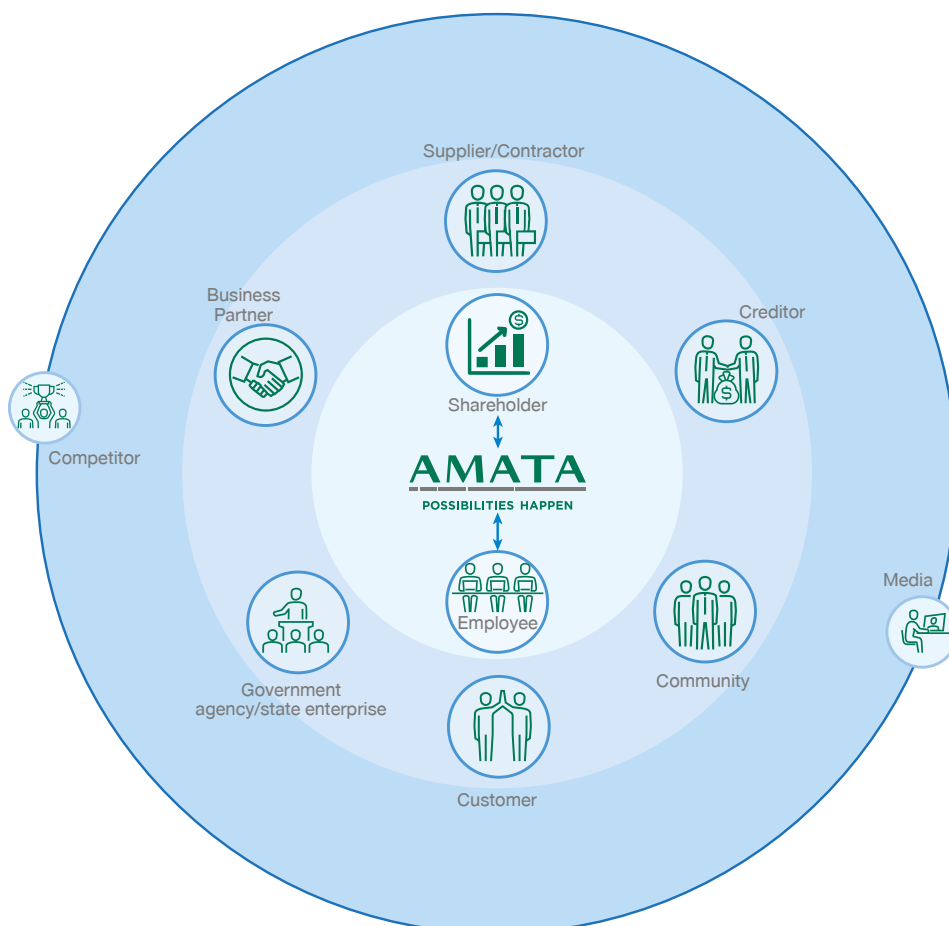 Supplier/Contractor
Business
Partner
Creditor
$
Shareholder
$
Competitor
AMATA
POSSIBILITIES HAPPEN
Media
Employee
Government
agency/state enterprise
Community
Customer